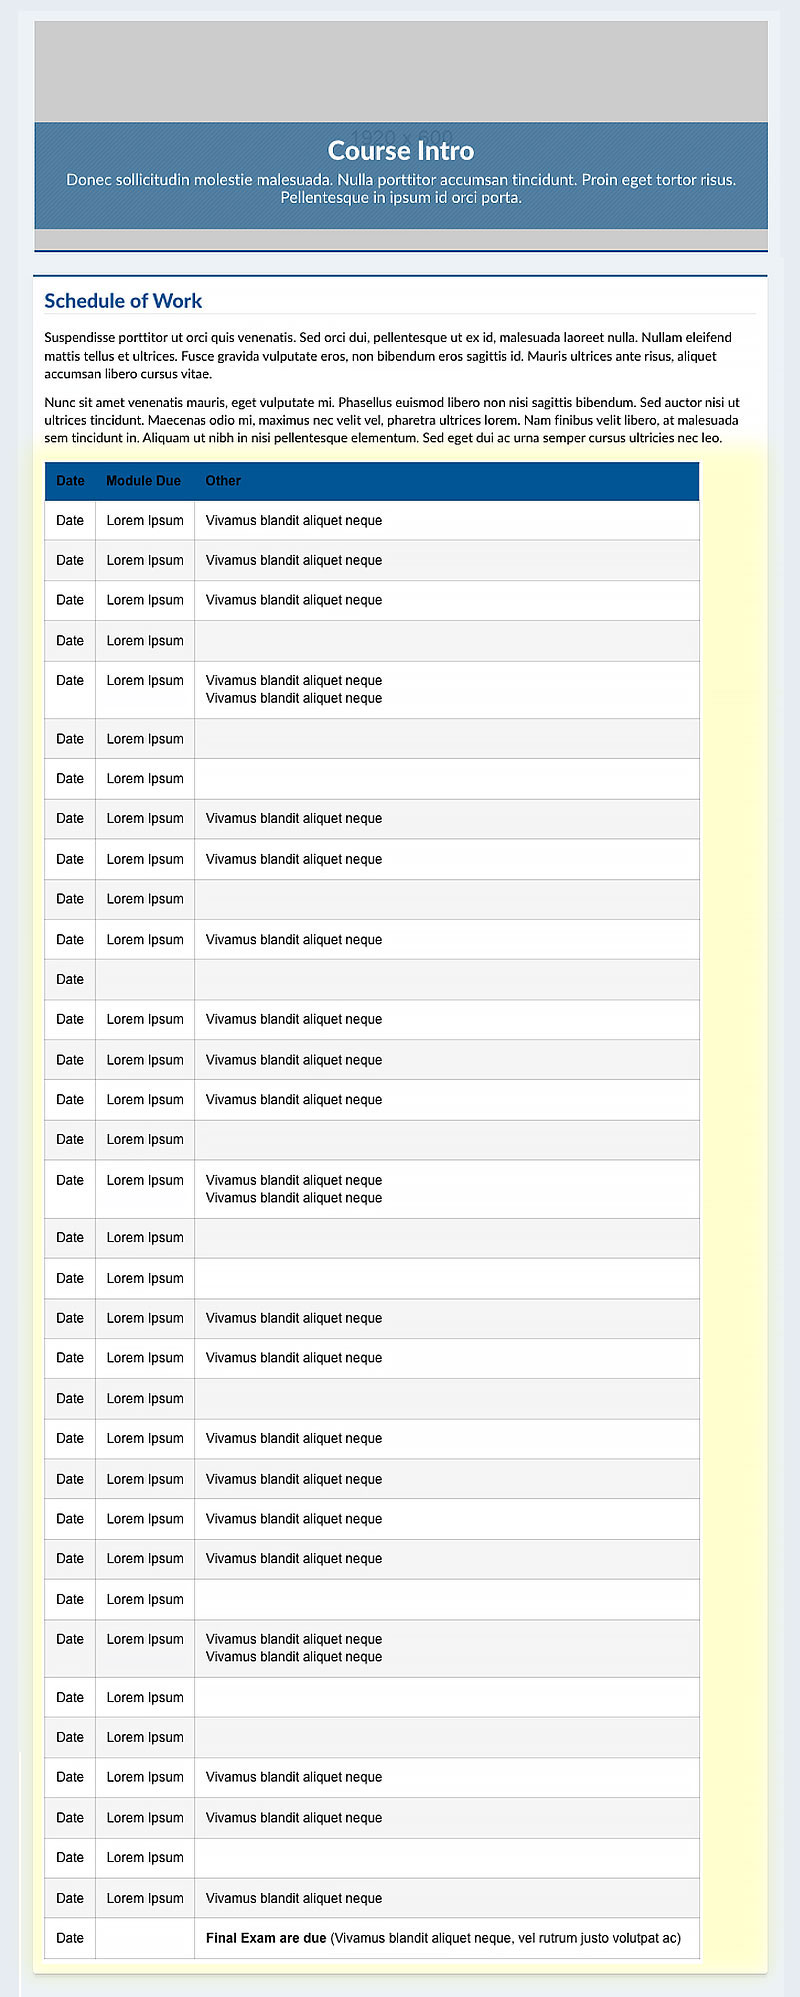 1920 x 600
Course Intro
Donec sollicitudin molestie malesuada. Nulla porttitor accumsan tincidunt. Proin eget tortor risus.
Pellentesque in ipsum id orci porta.
Schedule of Work
Suspendisse porttitor ut orci quis venenatis. Sed orci dui, pellentesque ut ex id, malesuada laoreet nulla. Nullam eleifend
mattis tellus et ultrices. Fusce gravida vulputate eros, non bibendum eros sagittis id. Mauris ultrices ante risus, aliquet
accumsan libero cursus vitae.
Nunc sit amet venenatis mauris, eget vulputate mi. Phasellus euismod libero non nisi sagittis bibendum. Sed auctor nisi ut
ultrices tincidunt. Maecenas odio mi, maximus nec velit vel, pharetra ultrices lorem. Nam finibus velit libero, at malesuada
sem tincidunt in. Aliquam ut nibh in nisi pellentesque elementum. Sed eget dui ac urna semper cursus ultricies nec leo.
Date Module Due Other
Date Lorem Ipsum Vivamus blandit aliquet neque
Date Lorem Ipsum Vivamus blandit aliquet neque
Date Lorem Ipsum Vivamus blandit aliquet neque
Date Lorem Ipsum
Date Lorem Ipsum Vivamus blandit aliquet neque
Vivamus blandit aliquet neque
Date Lorem Ipsum
Date Lorem Ipsum
Date Lorem Ipsum Vivamus blandit aliquet neque
Date Lorem Ipsum Vivamus blandit aliquet neque
Date Lorem Ipsum
Date Lorem Ipsum Vivamus blandit aliquet neque
Date
Date Lorem Ipsum Vivamus blandit aliquet neque
Date Lorem Ipsum Vivamus blandit aliquet neque
Date Lorem Ipsum Vivamus blandit aliquet neque
Date Lorem Ipsum
Date Lorem Ipsum Vivamus blandit aliquet neque
Vivamus blandit aliquet neque
Date Lorem Ipsum
Date Lorem Ipsum
Date Lorem Ipsum Vivamus blandit aliquet neque
Date Lorem Ipsum Vivamus blandit aliquet neque
Date Lorem Ipsum
Date Lorem Ipsum Vivamus blandit aliquet neque
Date Lorem Ipsum Vivamus blandit aliquet neque
Date Lorem Ipsum Vivamus blandit aliquet neque
Date Lorem Ipsum Vivamus blandit aliquet neque
Date Lorem Ipsum
Date Lorem Ipsum Vivamus blandit aliquet neque
Vivamus blandit aliquet neque
Date Lorem Ipsum
Date Lorem Ipsum
Date Lorem Ipsum Vivamus blandit aliquet neque
Date Lorem Ipsum Vivamus blandit aliquet neque
Date Lorem Ipsum
Date Lorem Ipsum Vivamus blandit aliquet neque
Date Final Exam are due (Vivamus blandit aliquet neque, vel rutrum justo volutpat ac)